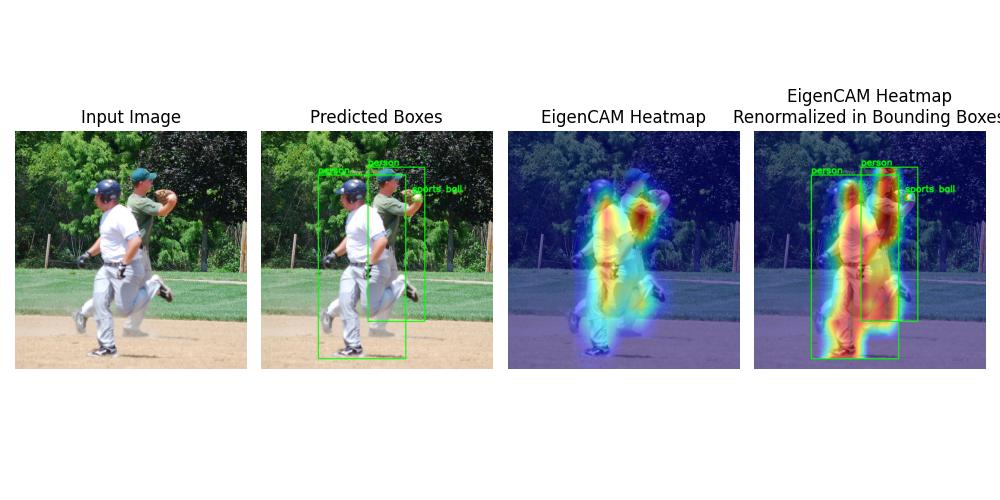 Input Image
Predicted Boxes
EigenCAM Heatmap
EigenCAM Heatmap
Renormalized in Bounding Boxes
person
person
sports ball
person
person
sports ball